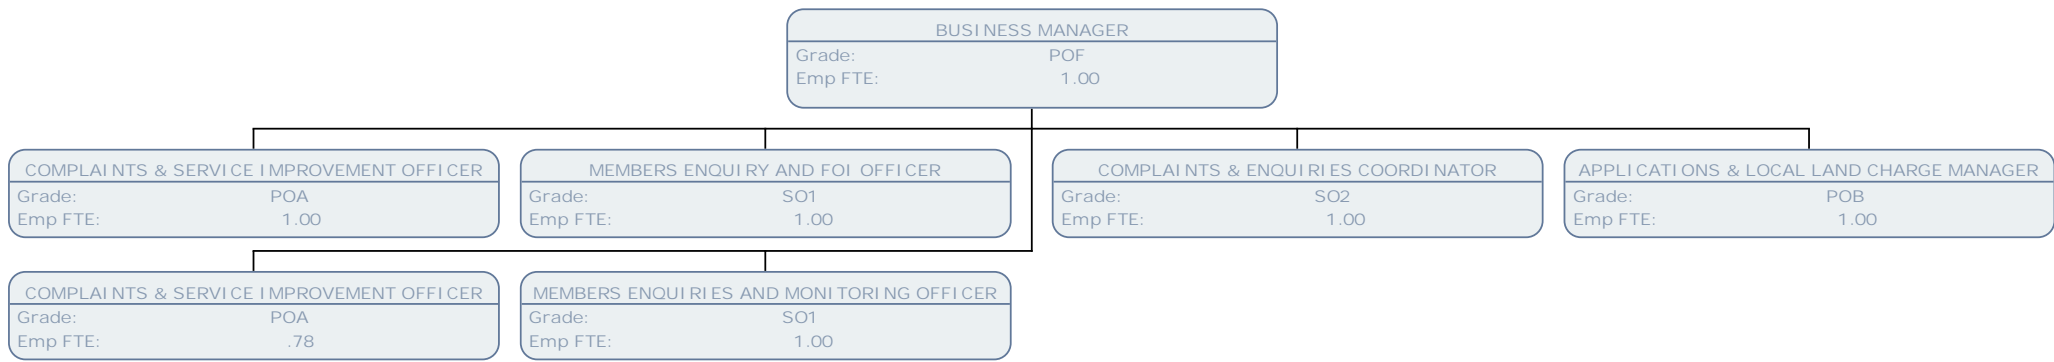 BUSINESS MANAGER
Grade: POF
Emp FTE: 1.00
COMPLAINTS & SERVICE IMPROVEMENT OFFICER
Grade: POA
Emp FTE: 1.00
MEMBERS ENQUIRY AND FOI OFFICER
Grade: SO1
Emp FTE: 1.00
COMPLAINTS & ENQUIRIES COORDINATOR
Grade: SO2
Emp FTE: 1.00
APPLICATIONS & LOCAL LAND CHARGE MANAGER
Grade: POB
Emp FTE: 1.00
COMPLAINTS & SERVICE IMPROVEMENT OFFICER
Grade: POA
Emp FTE: .78
MEMBERS ENQUIRIES AND MONITORING OFFICER
Grade: SO1
Emp FTE: 1.00